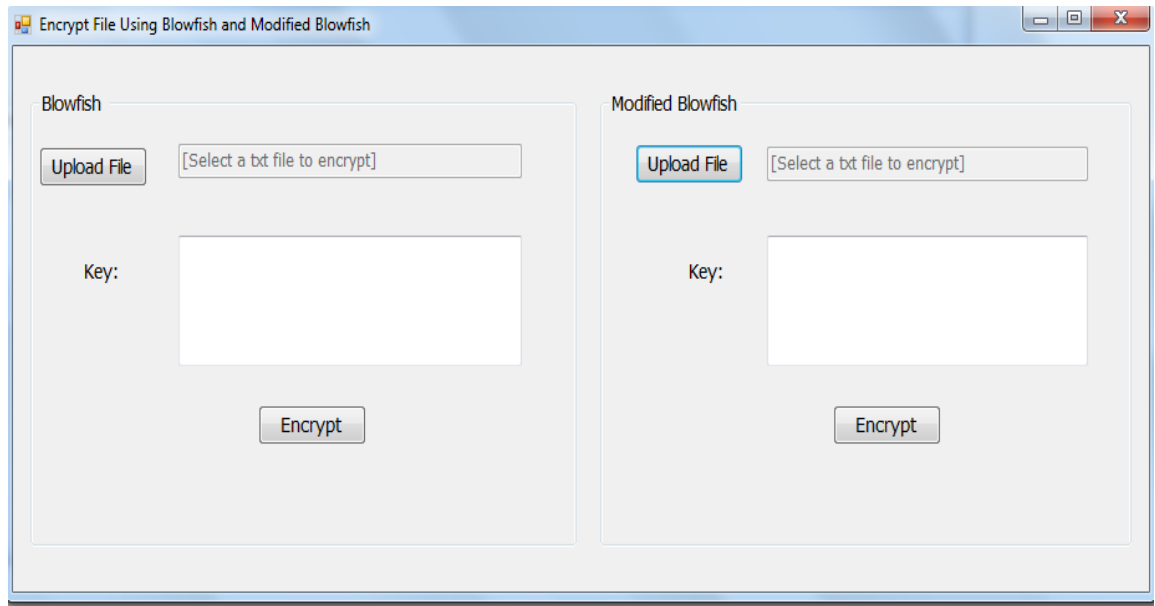 Encrypt File Using Blowfish and Modified Blowfish
Blowfish
Upload File
[Select a txt file to encrypt]
Key:
Encrypt
Modified Blowfish
Upload File
[Select a txt file to encrypt]
Key:
Encrypt